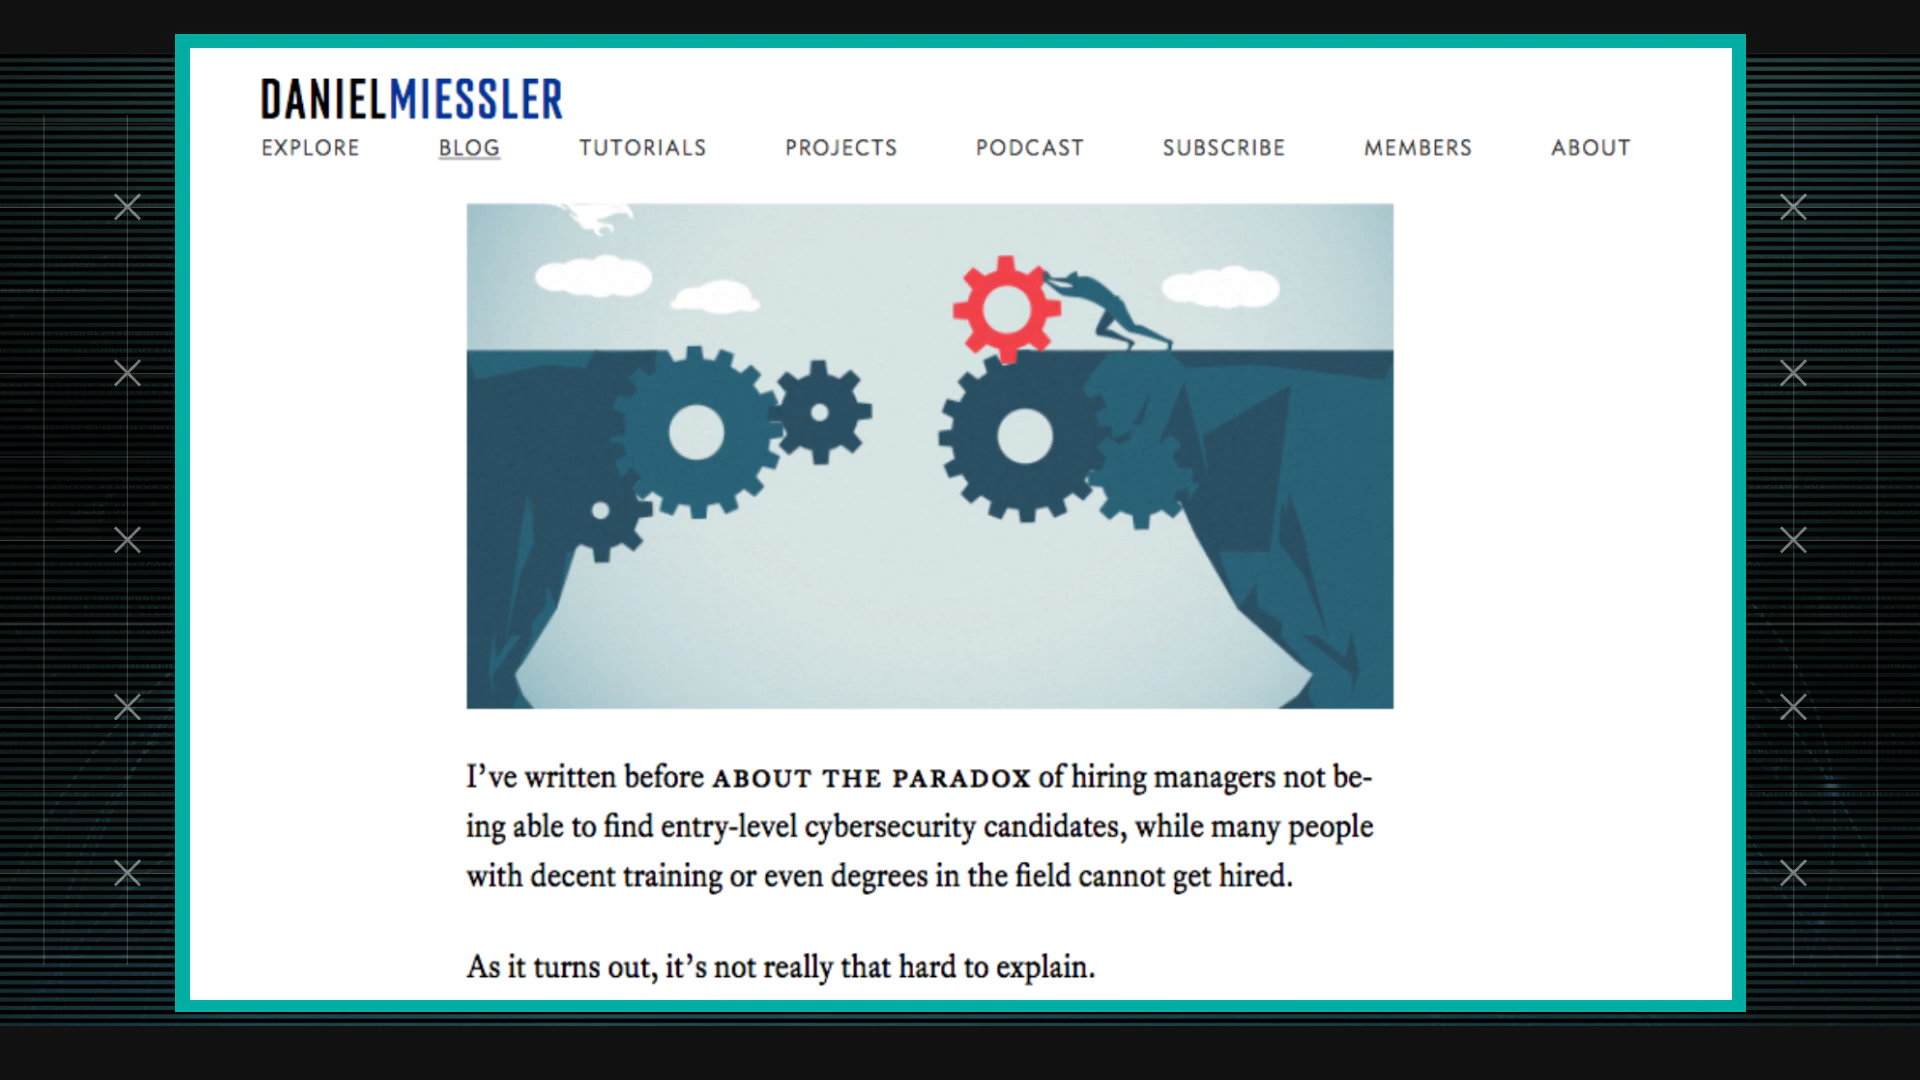 DANIELMIESSLER
EXPLORE BLOG TUTORIALS PROJECTS PODCAST SUBSCRIBE MEMBERS ABOUT
I’ve written before ABOUT THE PARADOX of hiring managers not be-
ing able to find entry-level cybersecurity candidates, while many people
with decent training or even degrees in the field cannot get hired.
As it turns out, it’s not really that hard to explain.